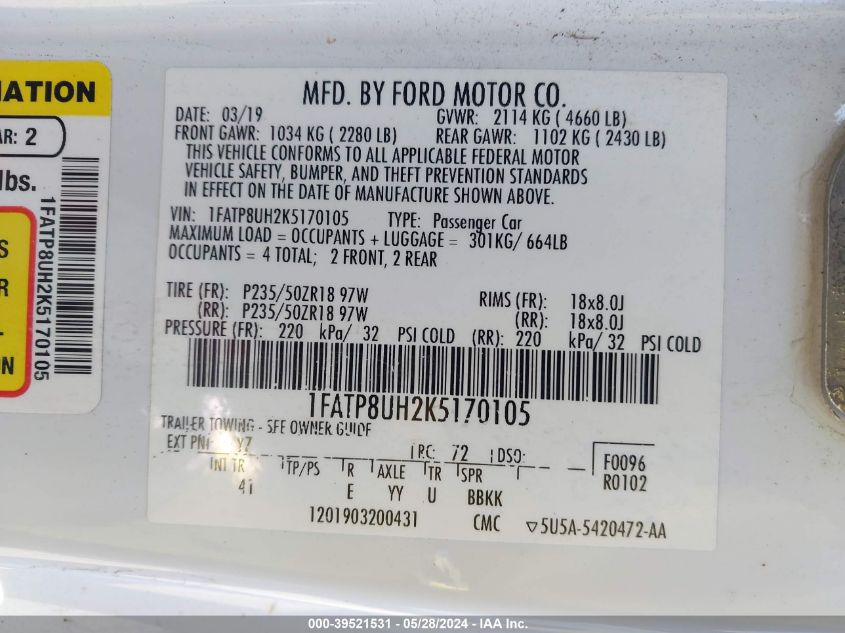 MATION
AR: 2
lbs.
S
R
ON
1FATP8UH2K5170105
MFD. BY FORD MOTOR CO.
DATE: 03/19 GVWR: 2114 KG ( 4660 LB)
FRONT GAWR: 1034 KG ( 2280 LB) REAR GAWR: 1102 KG ( 2430 LB)
THIS VEHICLE CONFORMS TO ALL APPLICABLE FEDERAL MOTOR
VEHICLE SAFETY, BUMPER, AND THEFT PREVENTION STANDARDS
IN EFFECT ON THE DATE OF MANUFACTURE SHOWN ABOVE.
VIN: 1FATP8UH2K5170105 TYPE: Passenger Car
MAXIMUM LOAD = OCCUPANTS + LUGGAGE = 301KG/ 664LB
OCCUPANTS = 4 TOTAL; 2 FRONT, 2 REAR
TIRE (FR): P235/50ZR18 97W RIMS (FR): 18x8.0J
(RR): P235/50ZR18 97W (RR): 18x8.0J
PRESSURE (FR): 220 kPa/ 32 PSI COLD (RR): 220 kPa/ 32 PSI COLD
1FATP8UH2K5170105
TRAILER TOWING - SEE OWNER GUIDE
EXT PNT: RC: 72 DSO: F0096
INT TR TP/PS R AXLE TR SPR R0102
41 E YY U BBKK
1201903200431 CMC ▽5U5A-5420472-AA
000-39521531 - 05/28/2024 - IAA Inc.